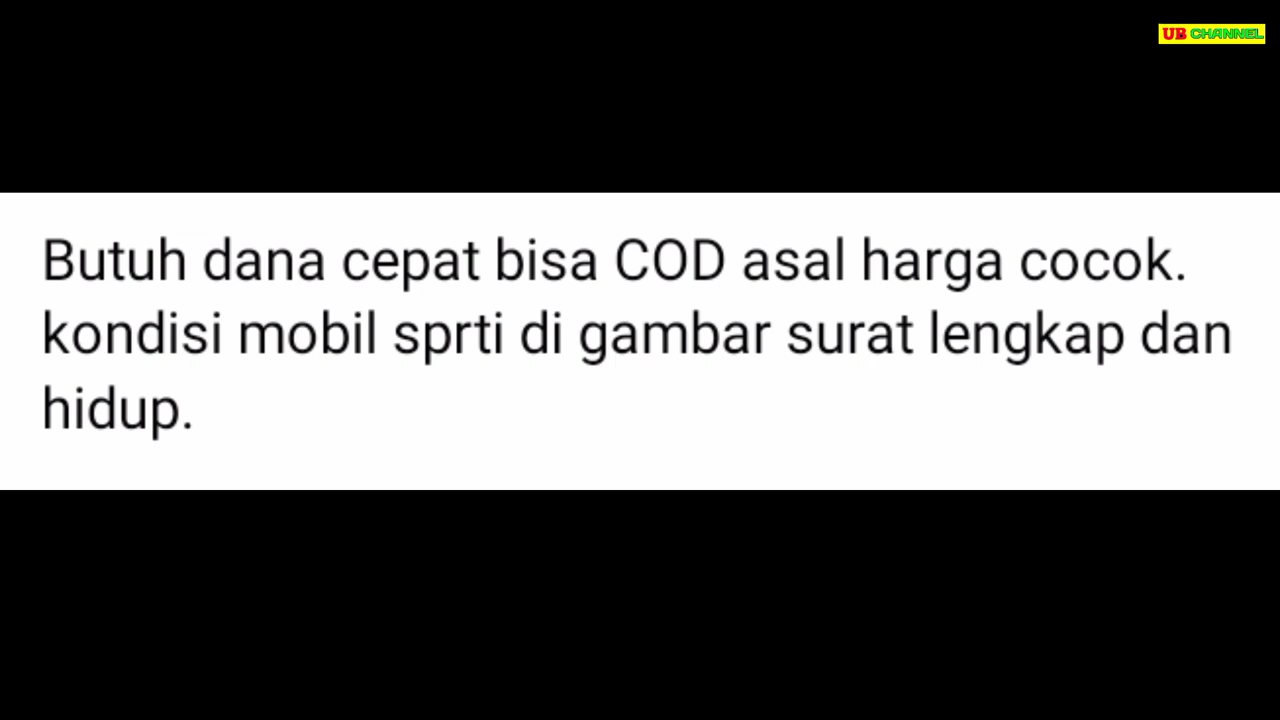 UB CHANNEL
Butuh dana cepat bisa COD asal harga cocok.
kondisi mobil sprti di gambar surat lengkap dan
hidup.